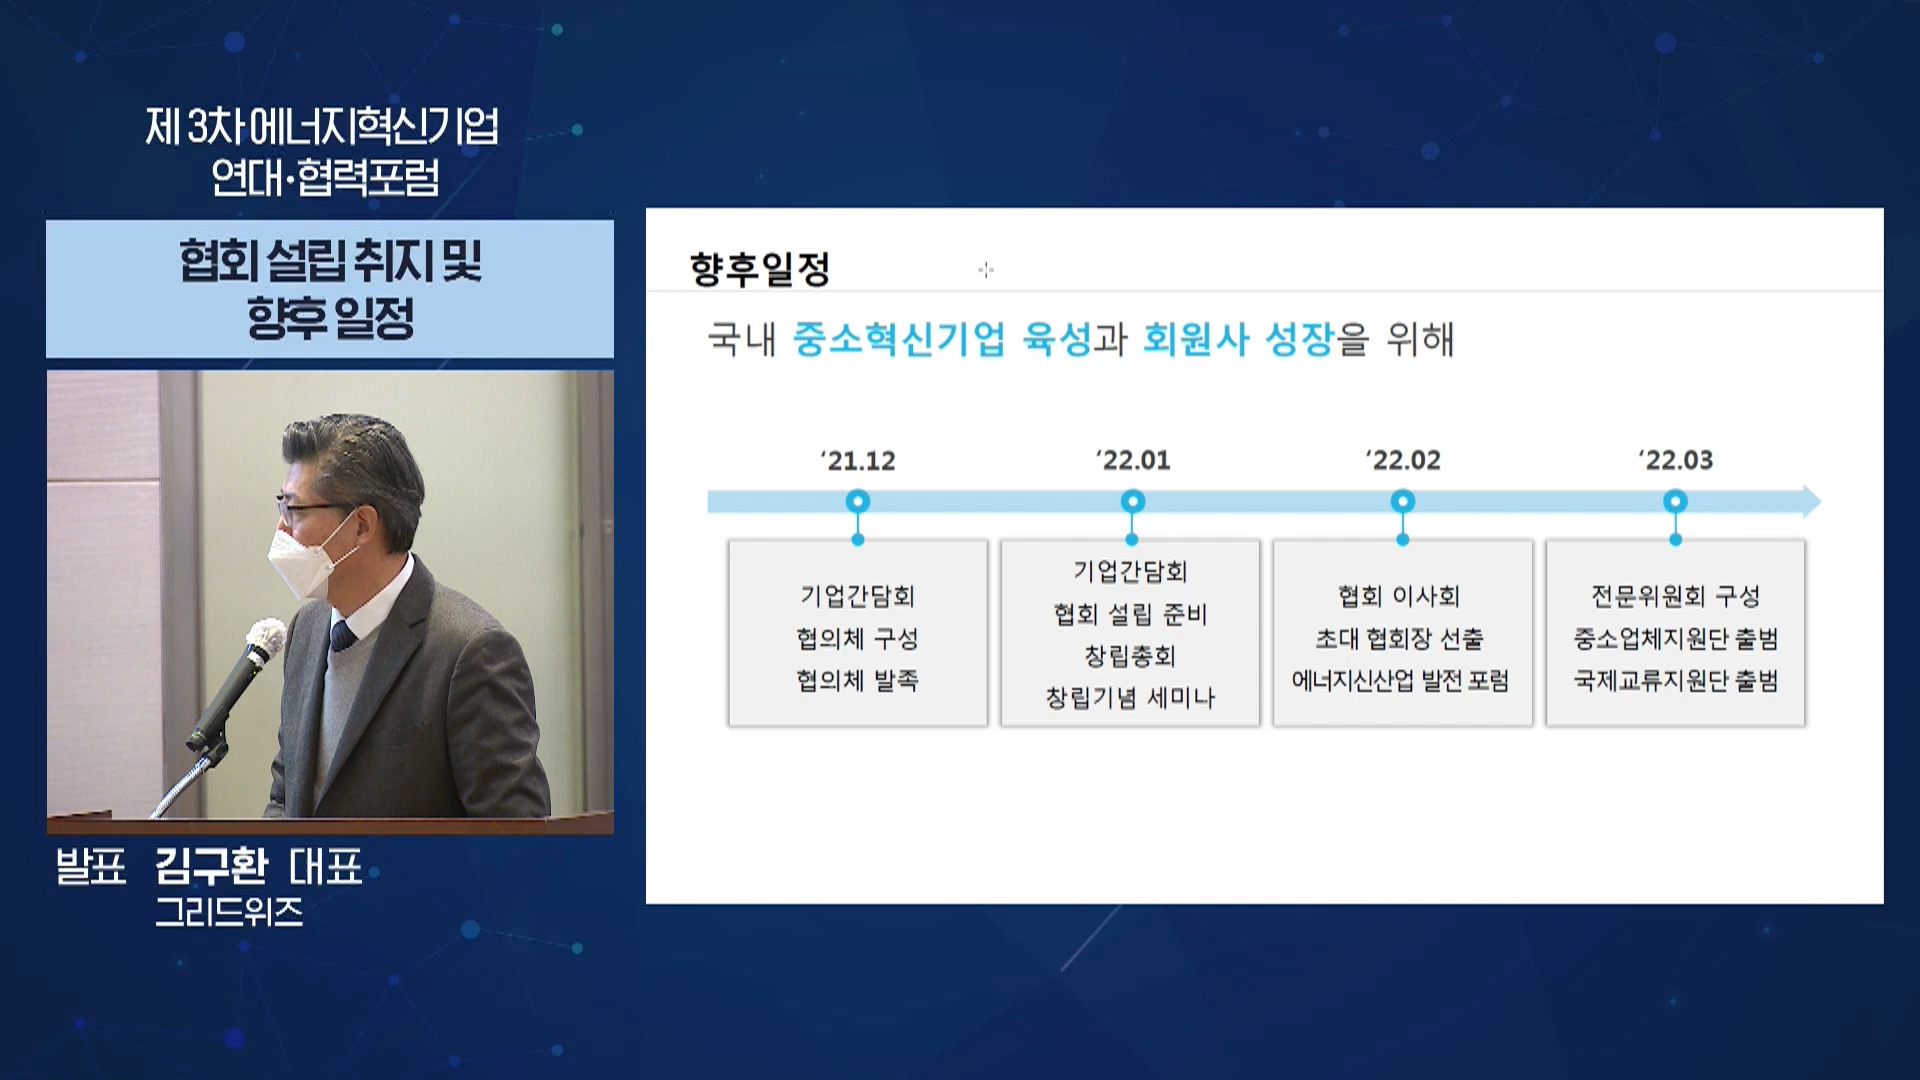 제 3차 에너지혁신기업
연대·협력포럼
협회 설립 취지 및
향후 일정
발표 김구환 대표
그리드위즈
향후일정
국내 중소혁신기업 육성과 회원사 성장을 위해
‘21.12
기업간담회
협의체 구성
협의체 발족
‘22.01
기업간담회
협회 설립 준비
창립총회
창립기념 세미나
‘22.02
협회 이사회
초대 협회장 선출
에너지신산업 발전 포럼
‘22.03
전문위원회 구성
중소업체지원단 출범
국제교류지원단 출범